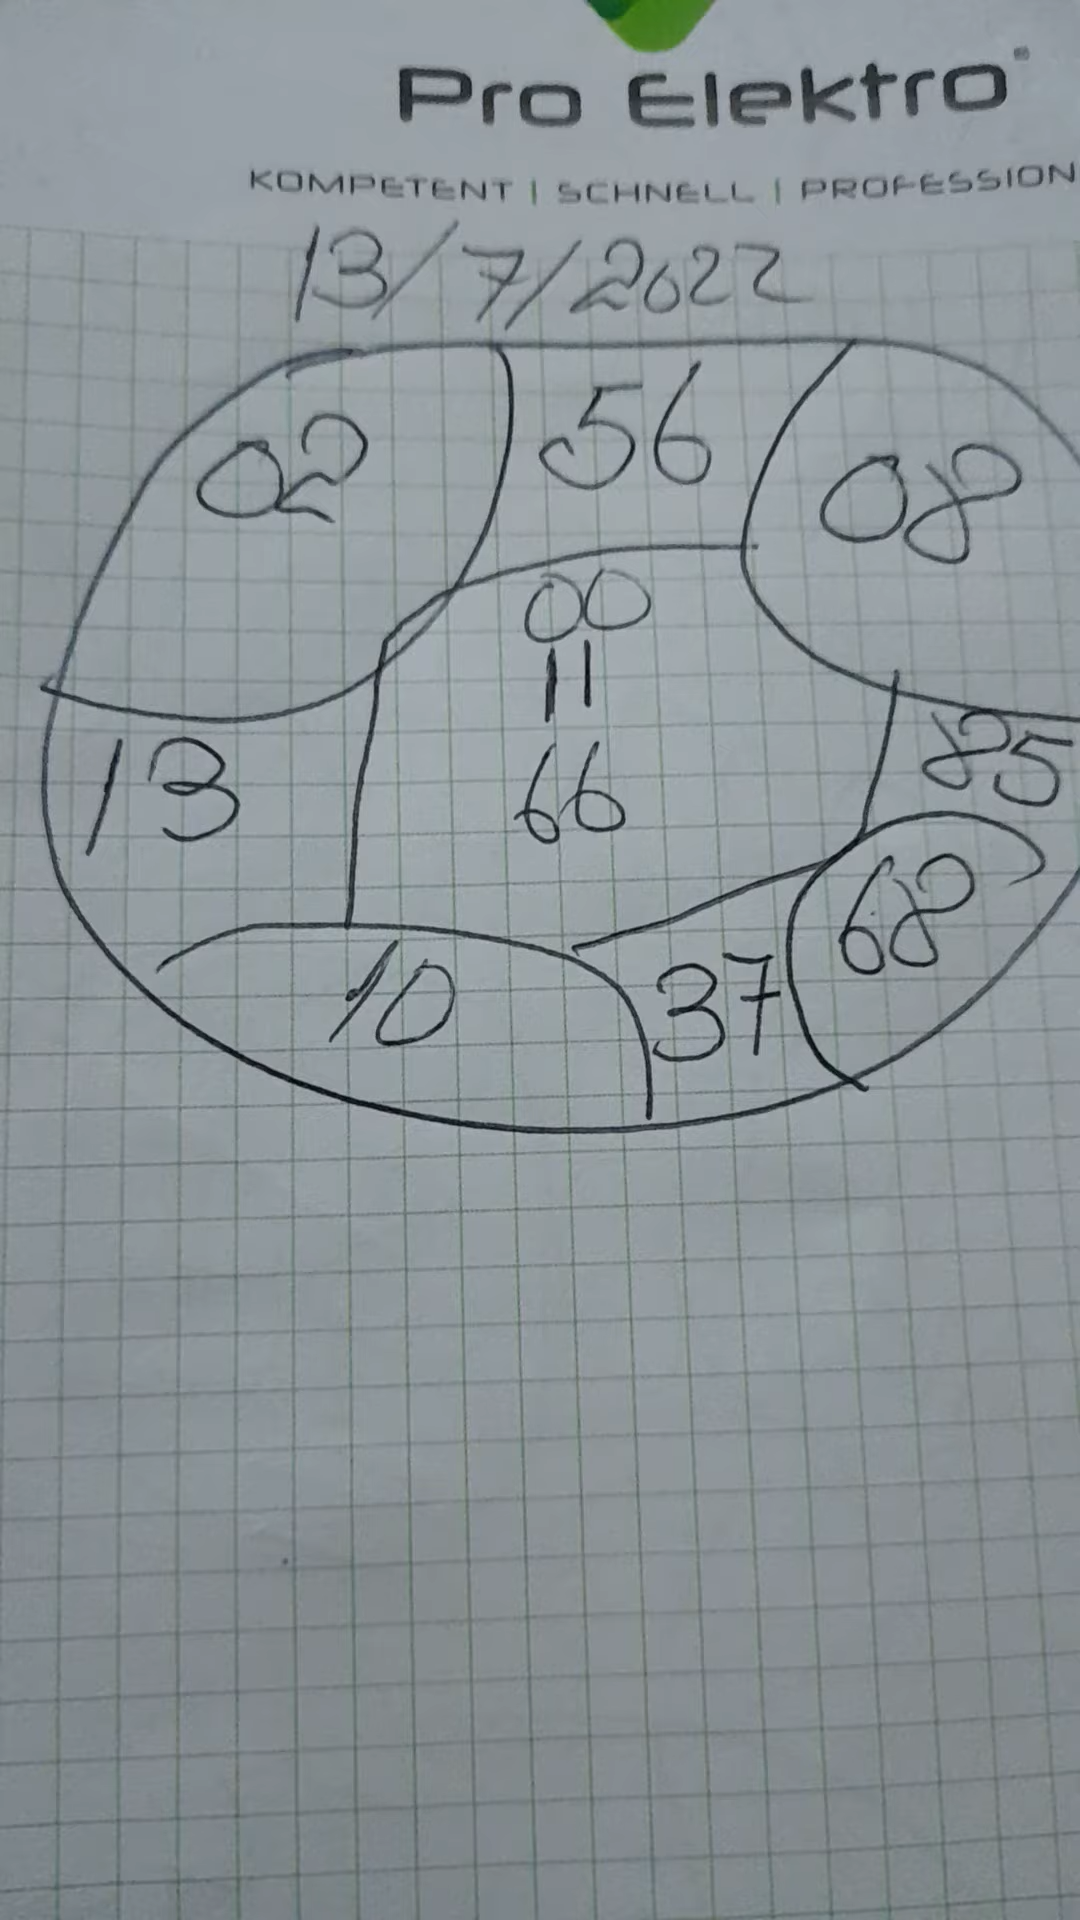 Pro Elektro®
KOMPETENT | SCHNELL | PROFESSION
13/7/2022
02 56 08
00
11
66
13 85
68
10 37